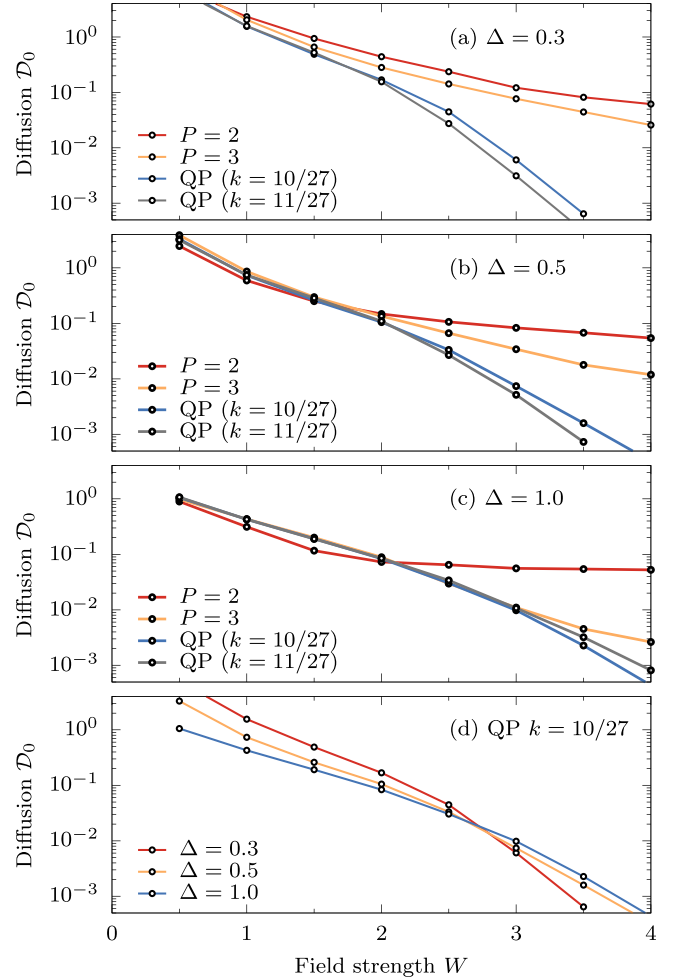 (a) Δ = 0.3
Diffusion 𝒟₀
10⁰
10⁻¹
10⁻²
10⁻³
P = 2
P = 3
QP (k = 10/27)
QP (k = 11/27)
(b) Δ = 0.5
Diffusion 𝒟₀
10⁰
10⁻¹
10⁻²
10⁻³
P = 2
P = 3
QP (k = 10/27)
QP (k = 11/27)
(c) Δ = 1.0
Diffusion 𝒟₀
10⁰
10⁻¹
10⁻²
10⁻³
P = 2
P = 3
QP (k = 10/27)
QP (k = 11/27)
(d) QP k = 10/27
Diffusion 𝒟₀
10⁰
10⁻¹
10⁻²
10⁻³
Δ = 0.3
Δ = 0.5
Δ = 1.0
0 1 2 3 4
Field strength W